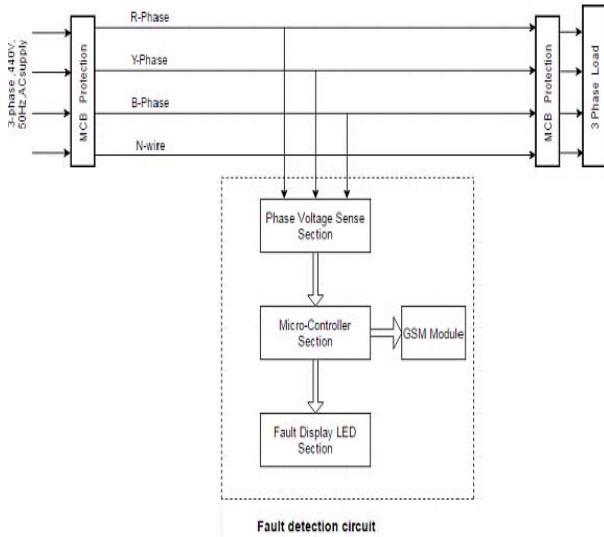 3-phase ,440V,
50Hz, ACsupply
MCB Protection
R-Phase
Y-Phase
B-Phase
N-wire
MCB Protection
3 Phase Load
Phase Voltage Sense
Section
Micro-Controller
Section
GSM Module
Fault Display LED
Section
Fault detection circuit